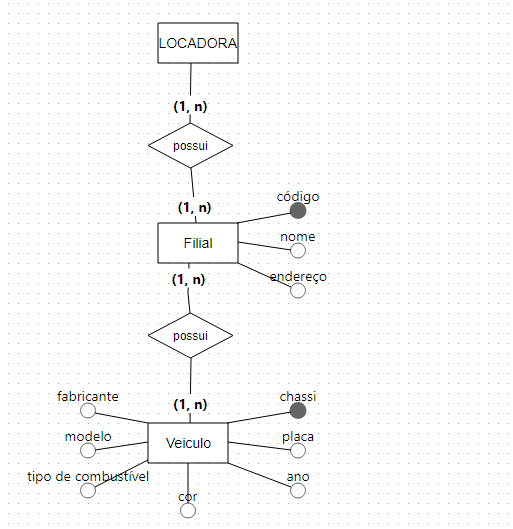 LOCADORA
(1, n)
possui
(1, n)
código
Filial
nome
endereço
(1, n)
possui
(1, n)
fabricante
chassi
modelo
Veiculo
placa
tipo de combustível
cor
ano